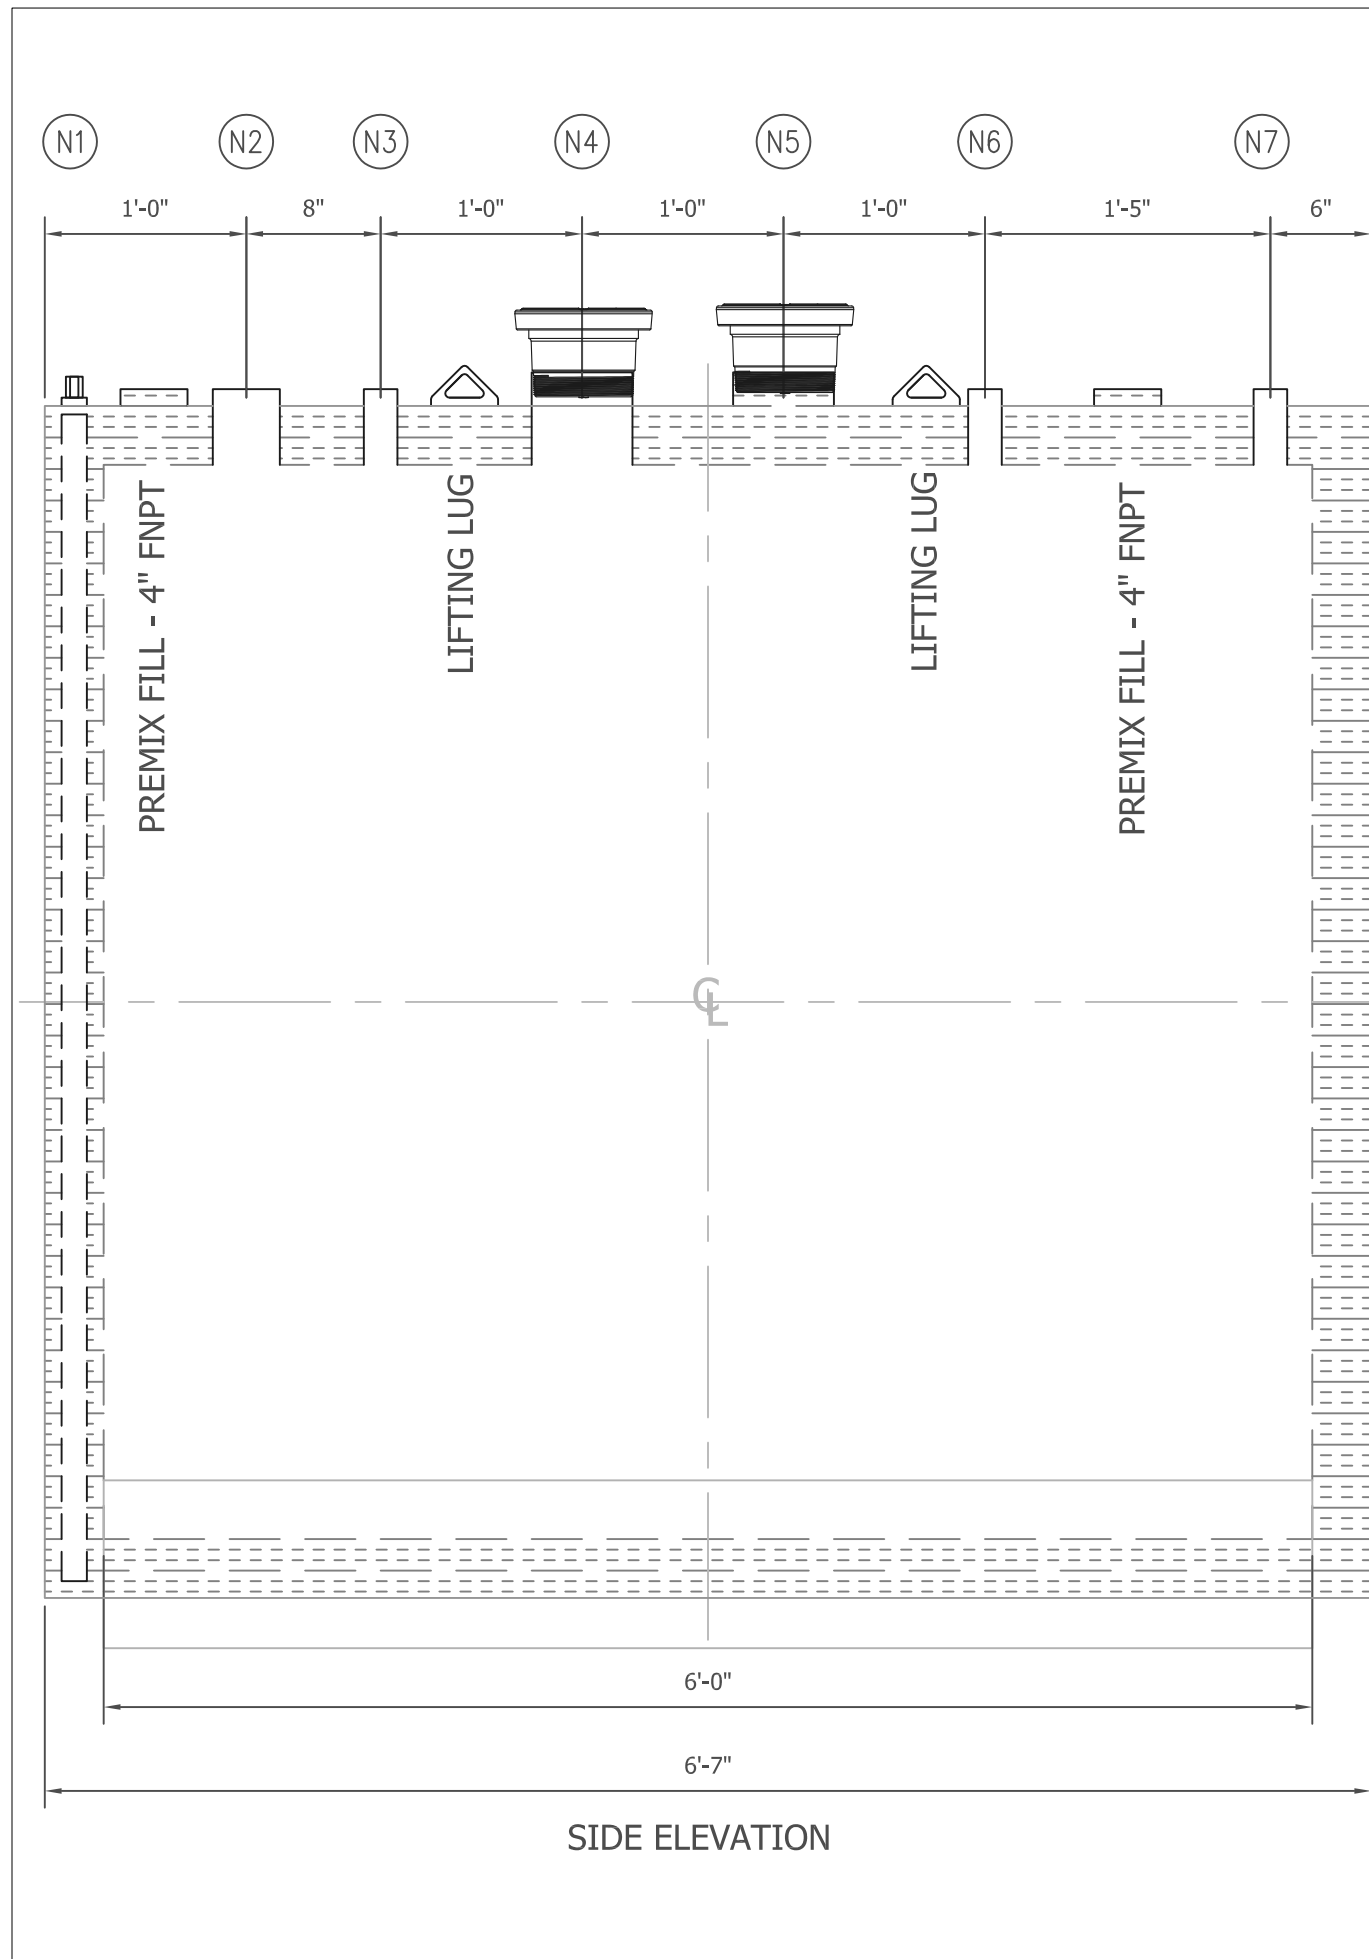 N1 N2 N3 N4 N5 N6 N7
1'-0" 8" 1'-0" 1'-0" 1'-0" 1'-5" 6"
PREMIX FILL - 4" FNPT
LIFTING LUG
LIFTING LUG
PREMIX FILL - 4" FNPT
CL
6'-0"
6'-7"
SIDE ELEVATION